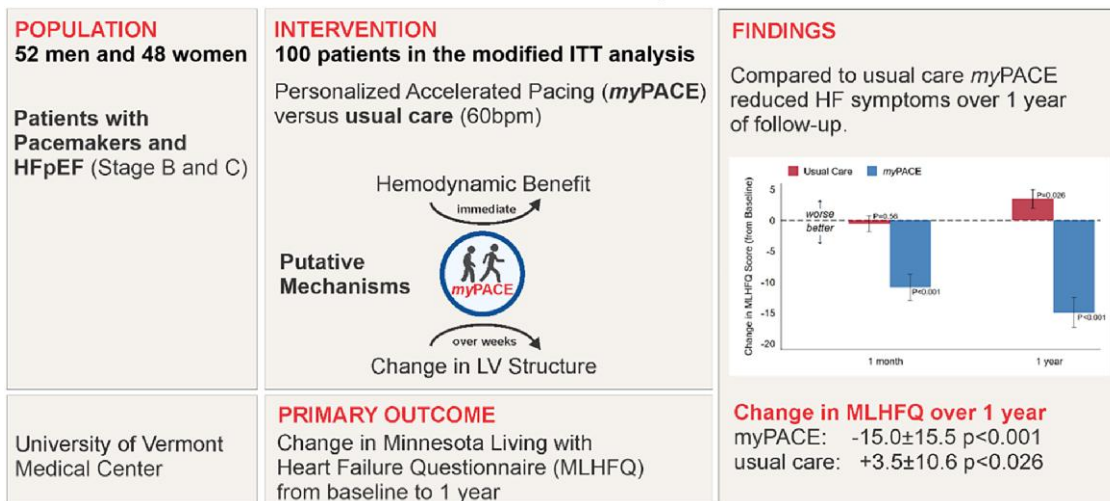 POPULATION
52 men and 48 women
Patients with
Pacemakers and
HFpEF (Stage B and C)
University of Vermont
Medical Center
INTERVENTION
100 patients in the modified ITT analysis
Personalized Accelerated Pacing (myPACE)
versus usual care (60bpm)
Hemodynamic Benefit
immediate
Putative
Mechanisms
myPACE
over weeks
Change in LV Structure
PRIMARY OUTCOME
Change in Minnesota Living with
Heart Failure Questionnaire (MLHFQ)
from baseline to 1 year
FINDINGS
Compared to usual care myPACE
reduced HF symptoms over 1 year
of follow-up.
Usual Care myPACE
Change in MLHFQ Score (from Baseline)
5
0
-5
-10
-15
-20
↑
worse
better
↓
P=0.56
P<0.001
P=0.026
P<0.001
1 month 1 year
Change in MLHFQ over 1 year
myPACE: -15.0±15.5 p<0.001
usual care: +3.5±10.6 p<0.026